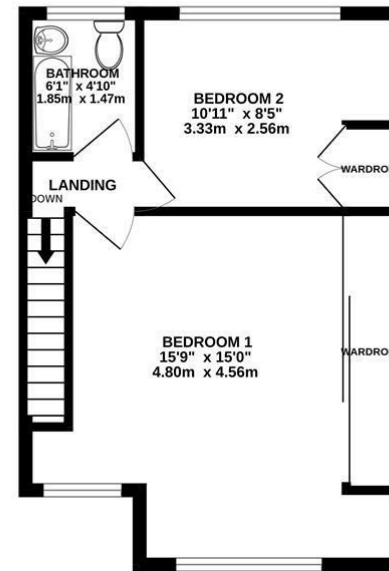 BATHROOM
6'1" x 4'10"
1.85m x 1.47m
BEDROOM 2
10'11" x 8'5"
3.33m x 2.56m
WARDRO
LANDING
DOWN
BEDROOM 1
15'9" x 15'0"
4.80m x 4.56m
WARDRO